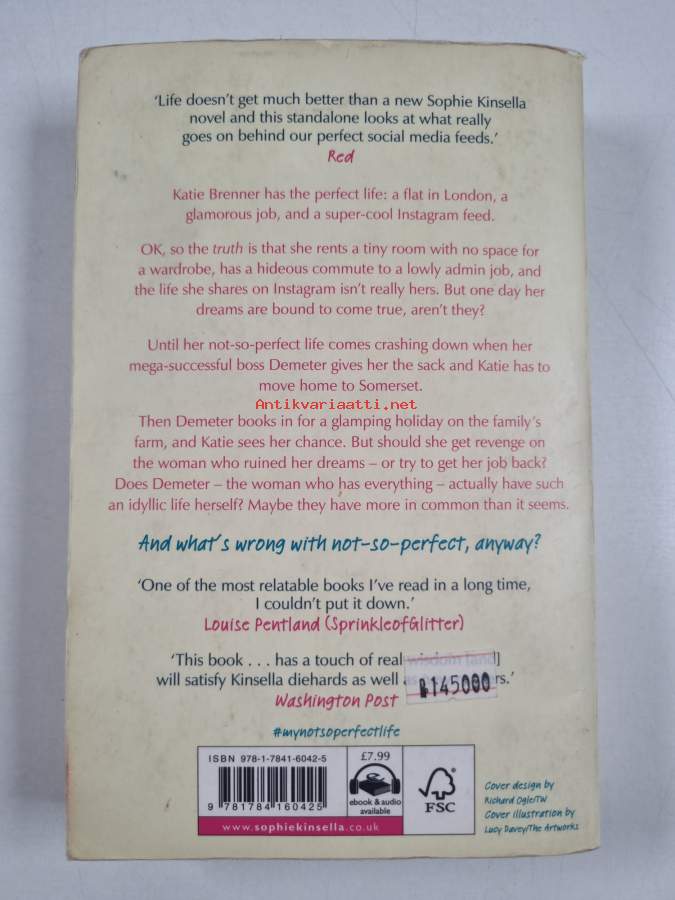 ‘Life doesn’t get much better than a new Sophie Kinsella
novel and this standalone looks at what really
goes on behind our perfect social media feeds.’
Red
Katie Brenner has the perfect life: a flat in London, a
glamorous job, and a super-cool Instagram feed.
OK, so the truth is that she rents a tiny room with no space for
a wardrobe, has a hideous commute to a lowly admin job, and
the life she shares on Instagram isn’t really hers. But one day her
dreams are bound to come true, aren’t they?
Until her not-so-perfect life comes crashing down when her
mega-successful boss Demeter gives her the sack and Katie has to
move home to Somerset.
Antikvariaatti.net
Then Demeter books in for a glamping holiday on the family’s
farm, and Katie sees her chance. But should she get revenge on
the woman who ruined her dreams – or try to get her job back?
Does Demeter – the woman who has everything – actually have such
an idyllic life herself? Maybe they have more in common than it seems.
And what’s wrong with not-so-perfect, anyway?
‘One of the most relatable books I’ve read in a long time,
I couldn’t put it down.’
Louise Pentland (SprinkleofGlitter)
‘This book . . . has a touch of real wisdom [and]
will satisfy Kinsella diehards as well rs.’
145000
Washington Post
#mynotsoperfectlife
ISBN 978-1-7841-6042-5
9 781784 160425
www.sophiekinsella.co.uk
£7.99
ebook & audio
available
FSC
Cover design by
Richard Ogle/TW
Cover illustration by
Lucy Davey/The Artworks